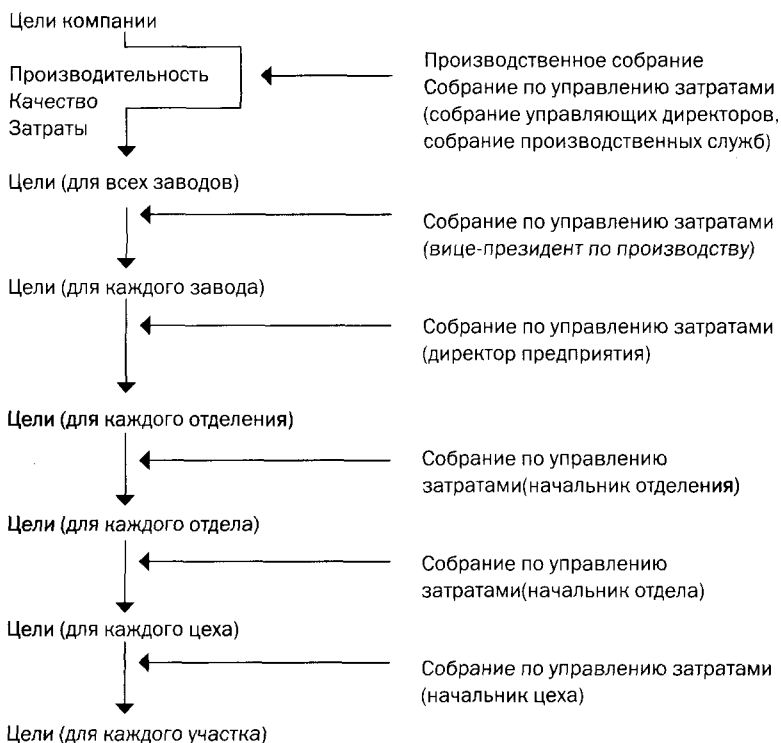 Цели компании
Производительность
Качество
Затраты
Производственное собрание
Собрание по управлению затратами
(собрание управляющих директоров,
собрание производственных служб)
Цели (для всех заводов)
Собрание по управлению затратами
(вице-президент по производству)
Цели (для каждого завода)
Собрание по управлению затратами
(директор предприятия)
Цели (для каждого отделения)
Собрание по управлению
затратами(начальник отделения)
Цели (для каждого отдела)
Собрание по управлению
затратами(начальник отдела)
Цели (для каждого цеха)
Собрание по управлению затратами
(начальник цеха)
Цели (для каждого участка)